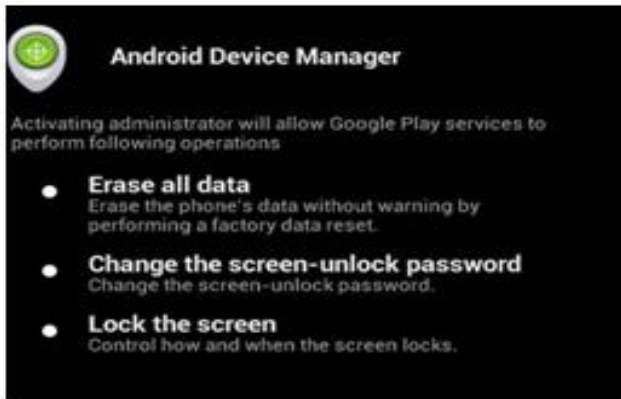 Android Device Manager
Activating administrator will allow Google Play services to
perform following operations
Erase all data
Erase the phone's data without warning by
performing a factory data reset.
Change the screen-unlock password
Change the screen-unlock password.
Lock the screen
Control how and when the screen locks.